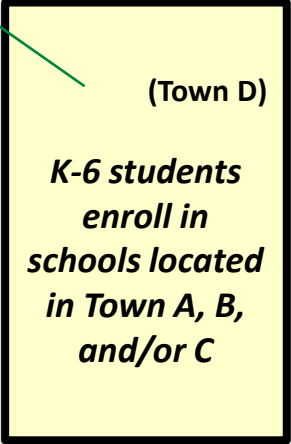 (Town D)
K-6 students
enroll in
schools located
in Town A, B,
and/or C